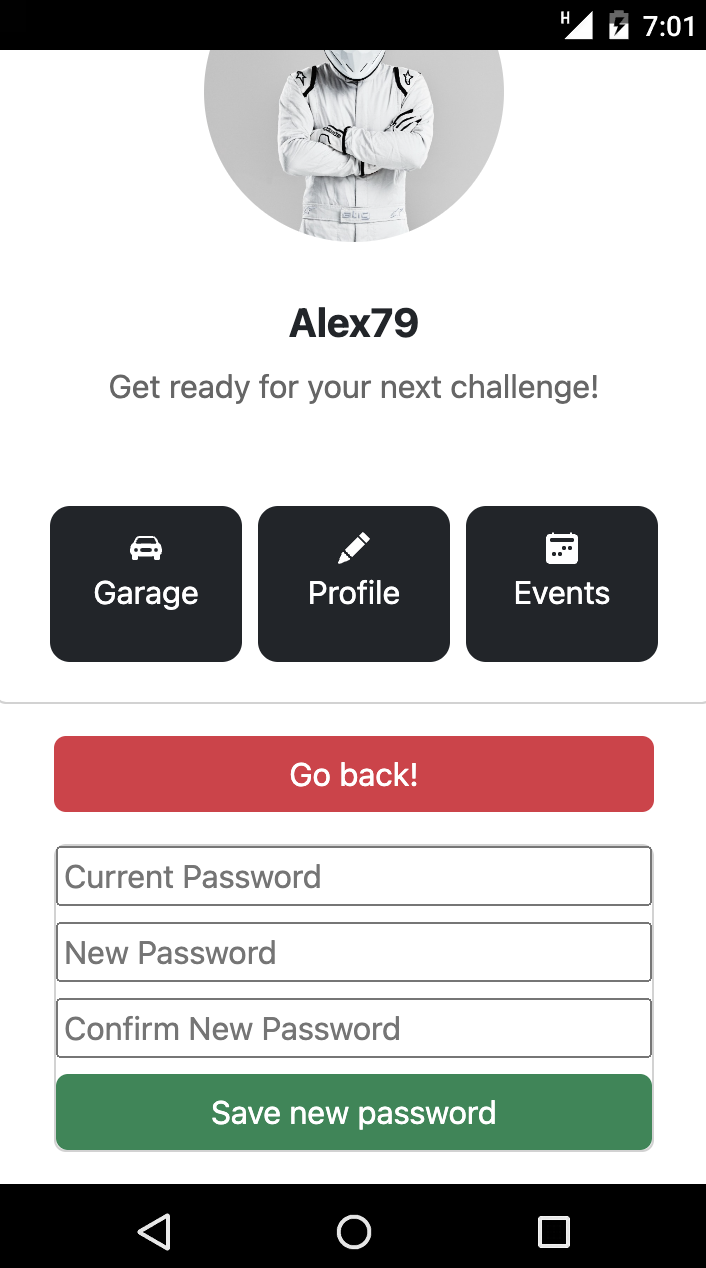 H 7:01
Alex79
Get ready for your next challenge!
Garage Profile Events
Go back!
Current Password
New Password
Confirm New Password
Save new password